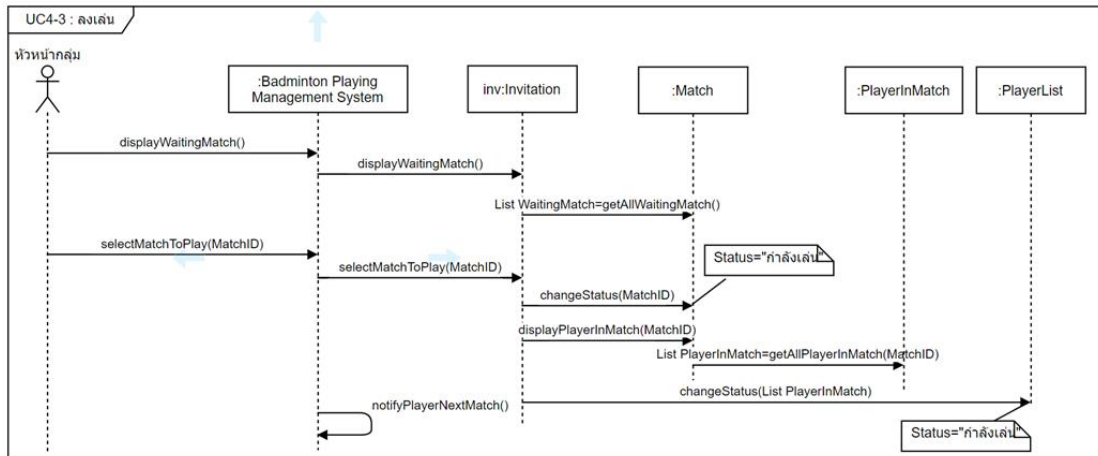 UC4-3 : ลงเล่น
หัวหน้ากลุ่ม
:Badminton Playing
Management System
inv:Invitation
:Match
:PlayerInMatch
:PlayerList
displayWaitingMatch()
displayWaitingMatch()
List WaitingMatch=getAllWaitingMatch()
selectMatchToPlay(MatchID)
Status="กำลังเล่น"
selectMatchToPlay(MatchID)
changeStatus(MatchID)
displayPlayerInMatch(MatchID)
List PlayerInMatch=getAllPlayerInMatch(MatchID)
changeStatus(List PlayerInMatch)
notifyPlayerNextMatch()
Status="กำลังเล่น"